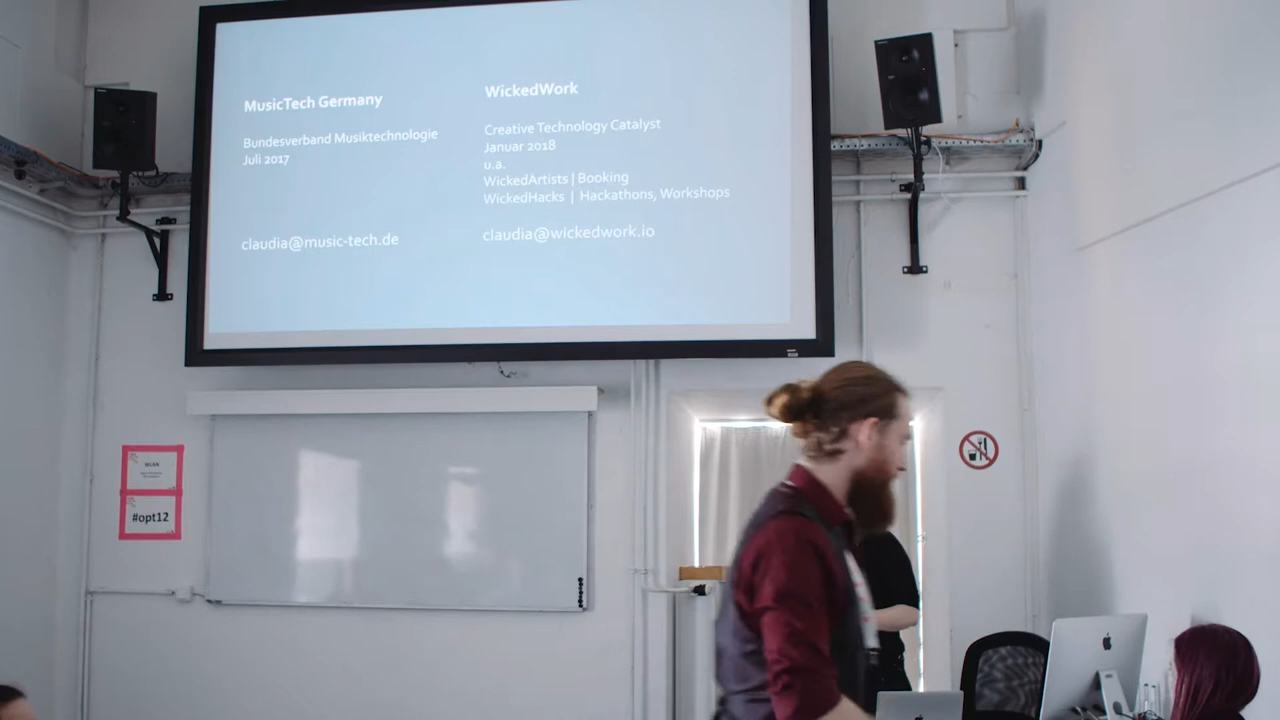 MusicTech Germany
Bundesverband Musiktechnologie
Juli 2017
claudia@music-tech.de
WickedWork
Creative Technology Catalyst
Januar 2018
u.a.
WickedArtists | Booking
WickedHacks | Hackathons, Workshops
claudia@wickedwork.io
WLAN
#opt12